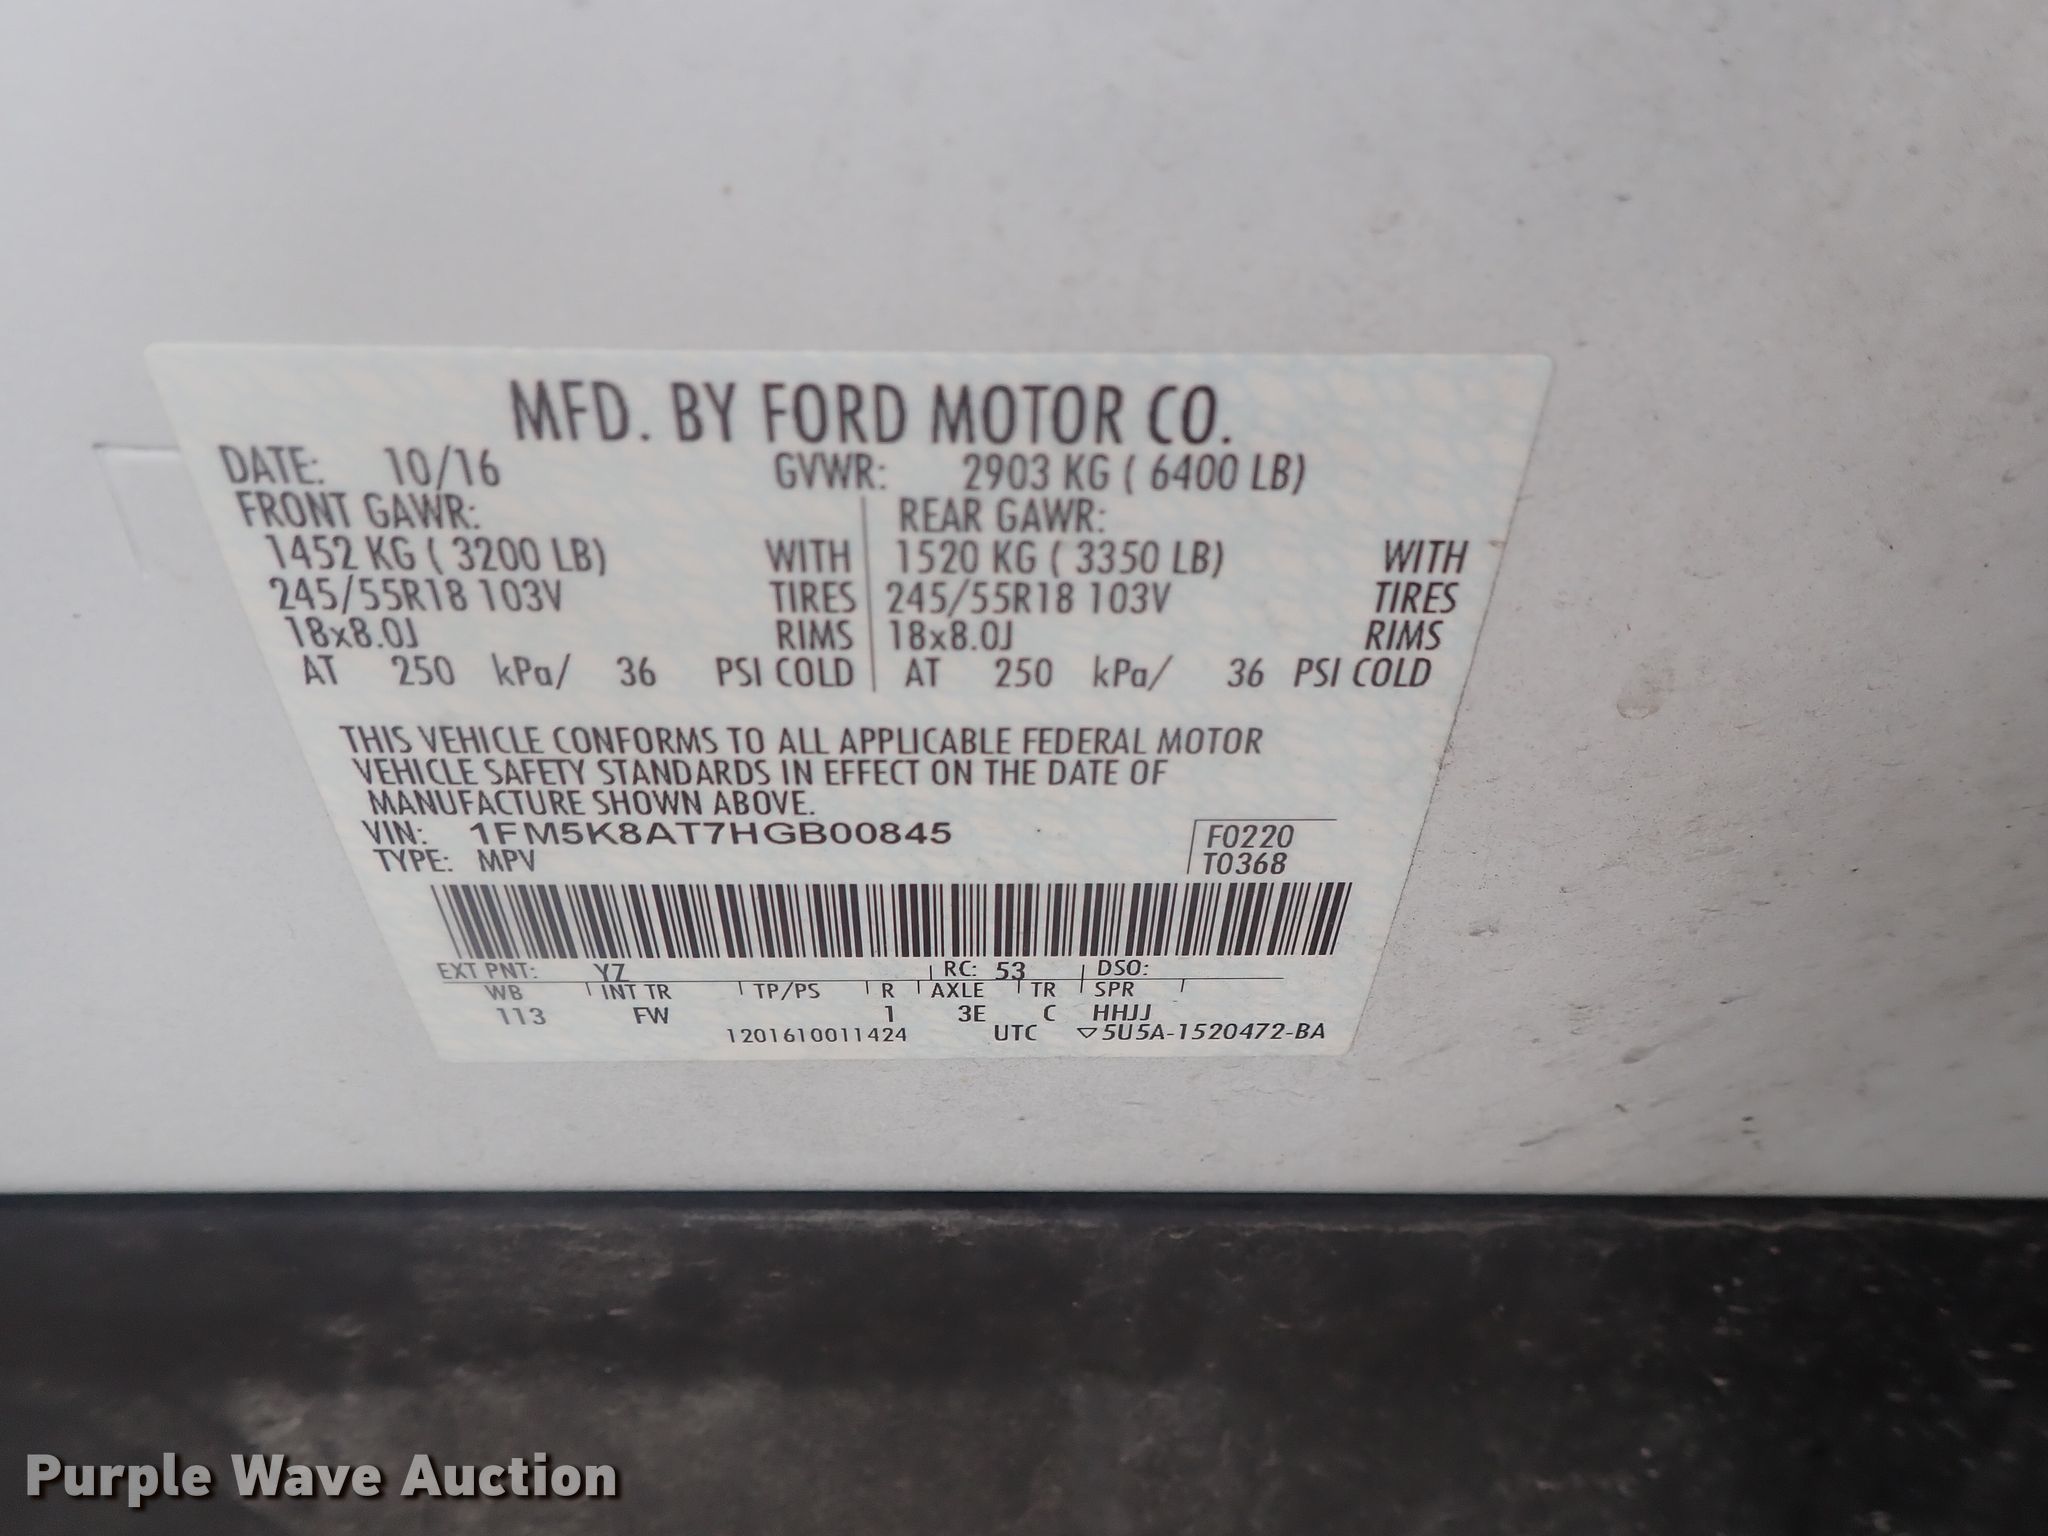 MFD. BY FORD MOTOR CO.
DATE: 10/16 GVWR: 2903 KG ( 6400 LB)
FRONT GAWR: REAR GAWR:
1452 KG ( 3200 LB) WITH 1520 KG ( 3350 LB) WITH
245/55R18 103V TIRES 245/55R18 103V TIRES
18x8.0J RIMS 18x8.0J RIMS
AT 250 kPa/ 36 PSI COLD AT 250 kPa/ 36 PSI COLD
THIS VEHICLE CONFORMS TO ALL APPLICABLE FEDERAL MOTOR
VEHICLE SAFETY STANDARDS IN EFFECT ON THE DATE OF
MANUFACTURE SHOWN ABOVE.
VIN: 1FM5K8AT7HGB00845 F0220
TYPE: MPV T0368
EXT PNT: YZ RC: 53 DSO:
WB INT TR TP/PS R AXLE TR SPR
113 FW 1 3E C HHJJ
1201610011424 UTC ▽5U5A-1520472-BA
Purple Wave Auction